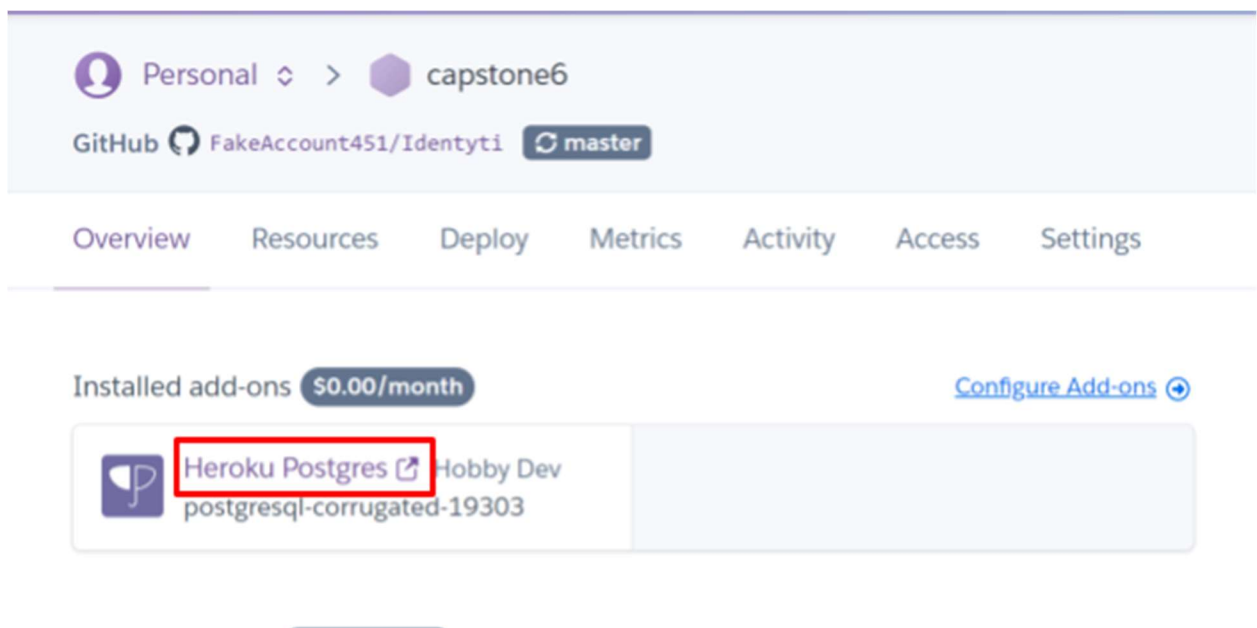 Personal > capstone6
GitHub FakeAccount451/Identyti master
Overview Resources Deploy Metrics Activity Access Settings
Installed add-ons $0.00/month Configure Add-ons
Heroku Postgres Hobby Dev
postgresql-corrugated-19303